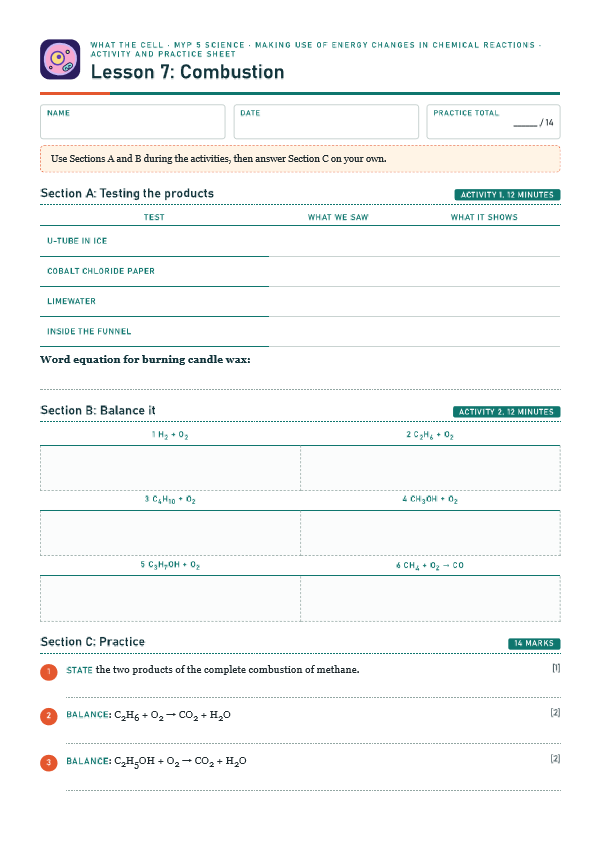 WHAT THE CELL · MYP 5 SCIENCE · MAKING USE OF ENERGY CHANGES IN CHEMICAL REACTIONS ·
ACTIVITY AND PRACTICE SHEET
Lesson 7: Combustion
NAME
DATE
PRACTICE TOTAL
_____ / 14
Use Sections A and B during the activities, then answer Section C on your own.
Section A: Testing the products
ACTIVITY 1, 12 MINUTES
TEST WHAT WE SAW WHAT IT SHOWS
U-TUBE IN ICE
COBALT CHLORIDE PAPER
LIMEWATER
INSIDE THE FUNNEL
Word equation for burning candle wax:
Section B: Balance it
ACTIVITY 2, 12 MINUTES
1 H₂ + O₂ 2 C₂H₆ + O₂
3 C₄H₁₀ + O₂ 4 CH₃OH + O₂
5 C₃H₇OH + O₂ 6 CH₄ + O₂ → CO
Section C: Practice
14 MARKS
1 STATE the two products of the complete combustion of methane. [1]
2 BALANCE: C₂H₆ + O₂ → CO₂ + H₂O [2]
3 BALANCE: C₂H₅OH + O₂ → CO₂ + H₂O [2]